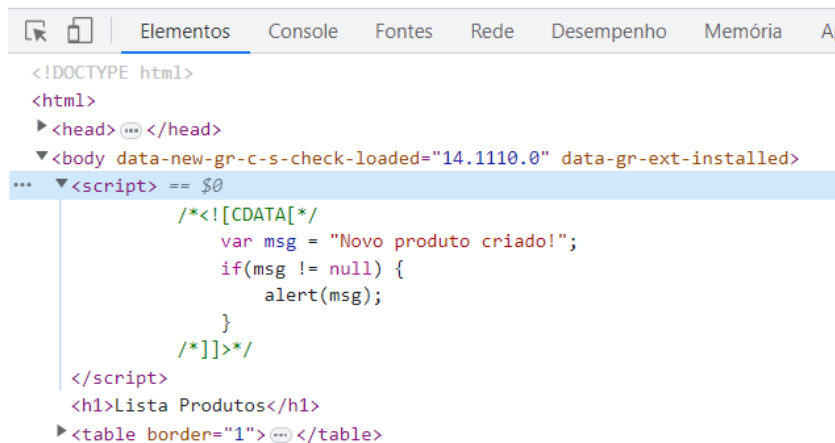 Elementos Console Fontes Rede Desempenho Memória
<!DOCTYPE html>
<html>
<head> ••• </head>
<body data-new-gr-c-s-check-loaded="14.1110.0" data-gr-ext-installed>
••• <script> == $0
/*<![CDATA[*/
var msg = "Novo produto criado!";
if(msg != null) {
alert(msg);
}
/*]]>*/
</script>
<h1>Lista Produtos</h1>
<table border="1"> ••• </table>